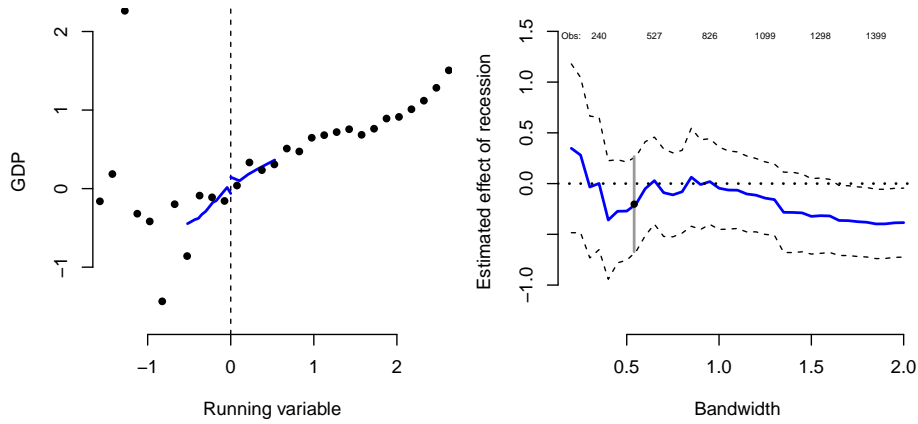 GDP
2
1
0
−1
−1 0 1 2
Running variable
Estimated effect of recession
1.5
1.0
0.5
0.0
−1.0
Obs: 240 527 826 1099 1298 1399
0.5 1.0 1.5 2.0
Bandwidth